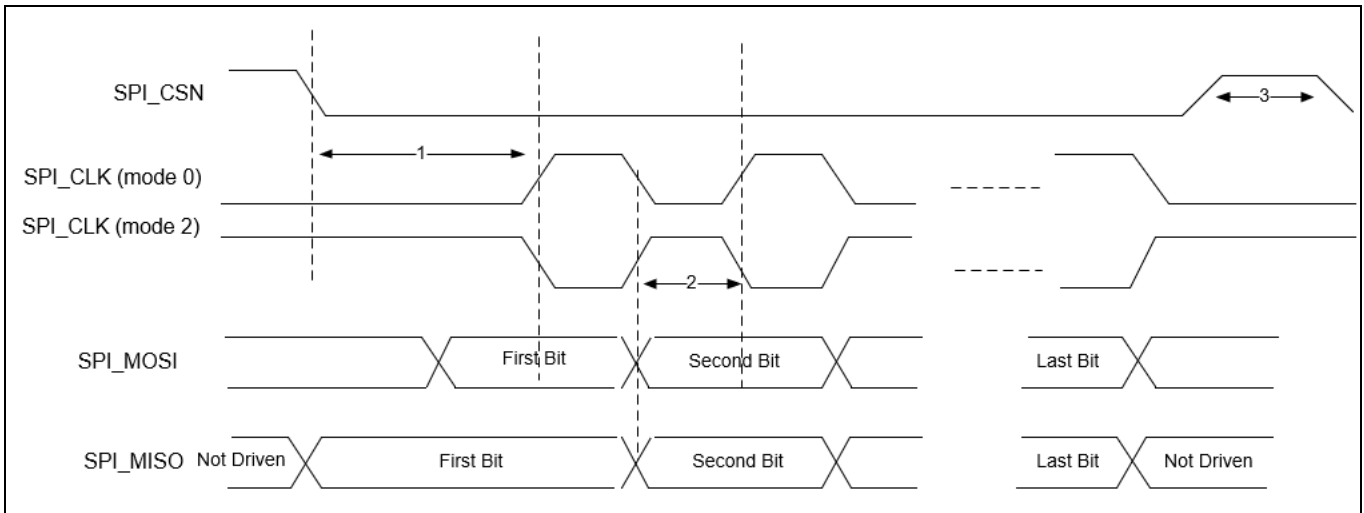 SPI_CSN
3
1
SPI_CLK (mode 0)
SPI_CLK (mode 2)
2
SPI_MOSI First Bit Second Bit Last Bit
SPI_MISO Not Driven First Bit Second Bit Last Bit Not Driven